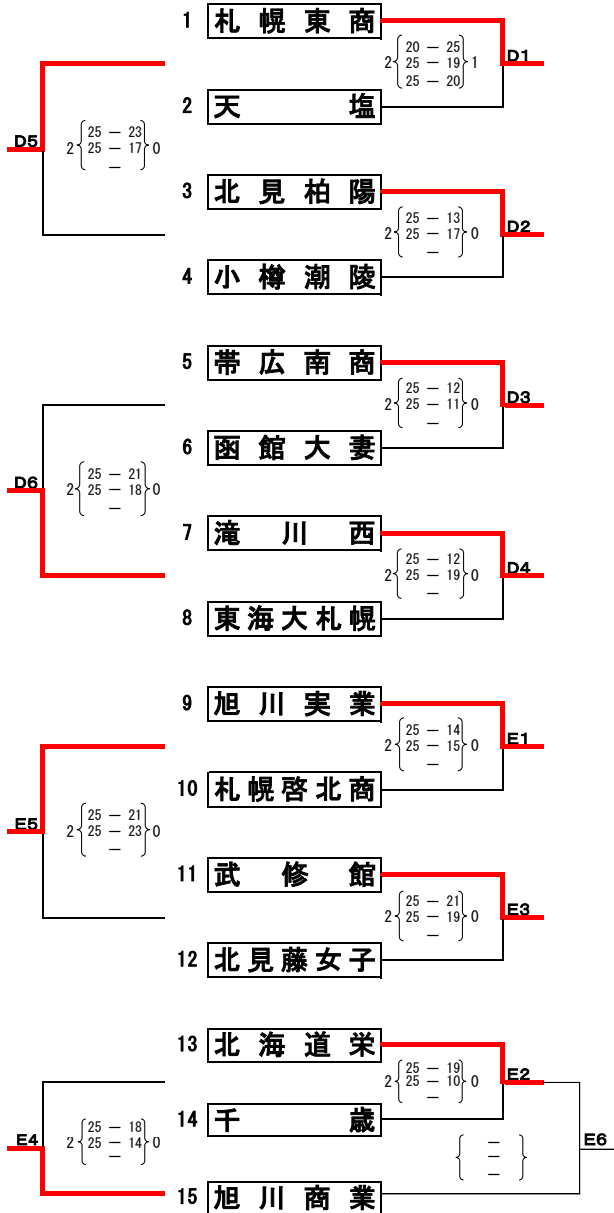 1 札幌東商
20 － 25
2 25 － 19 1
25 － 20
D1
2 天塩
D5
25 － 23
2 25 － 17 0
－
3 北見柏陽
25 － 13
2 25 － 17 0
－
D2
4 小樽潮陵
5 帯広南商
25 － 12
2 25 － 11 0
－
D3
6 函館大妻
D6
25 － 21
2 25 － 18 0
－
7 滝川西
25 － 12
2 25 － 19 0
－
D4
8 東海大札幌
9 旭川実業
25 － 14
2 25 － 15 0
－
E1
10 札幌啓北商
E5
25 － 21
2 25 － 23 0
－
11 武修館
25 － 21
2 25 － 19 0
－
E3
12 北見藤女子
13 北海道栄
25 － 19
2 25 － 10 0
－
E2
14 千歳
E4
25 － 18
2 25 － 14 0
－
－
－
－
E6
15 旭川商業